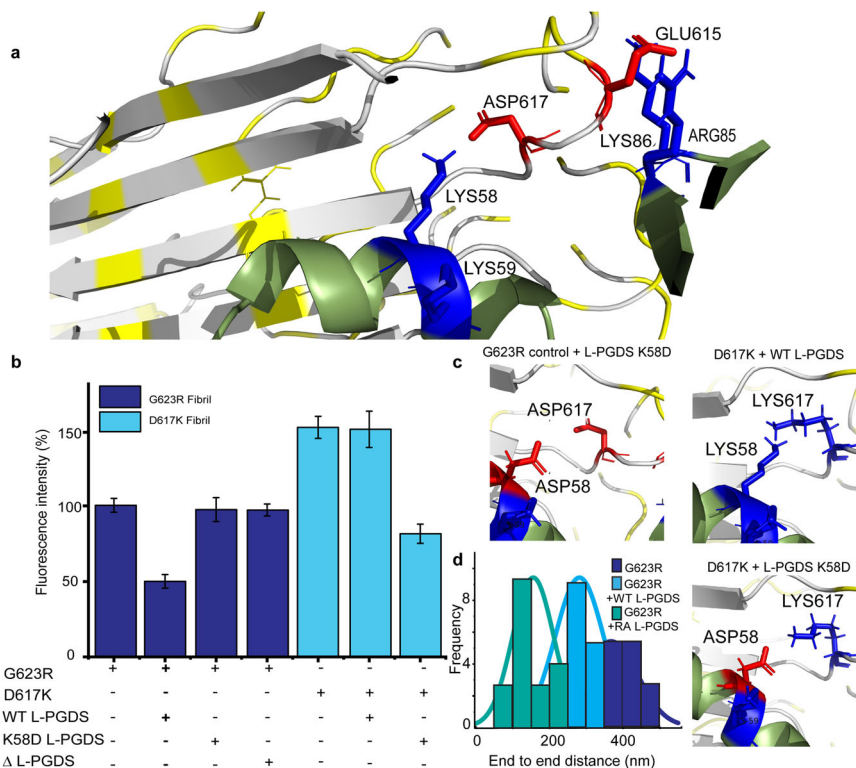 a
GLU615
ASP617
LYS86
ARG85
LYS58
LYS59
b
G623R Fibril
D617K Fibril
Fluorescence intensity (%)
150
100
50
0
G623R + + + + - - -
D617K - - - - + + +
WT L-PGDS - + - - - + -
K58D L-PGDS - - + - - - +
Δ L-PGDS - - - + - - -
c
G623R control + L-PGDS K58D
ASP617
ASP58
D617K + WT L-PGDS
LYS617
LYS58
D617K + L-PGDS K58D
LYS617
ASP58
d
G623R
G623R
+WT L-PGDS
G623R
+RA L-PGDS
Frequency
8
4
0
0 200 400
End to end distance (nm)